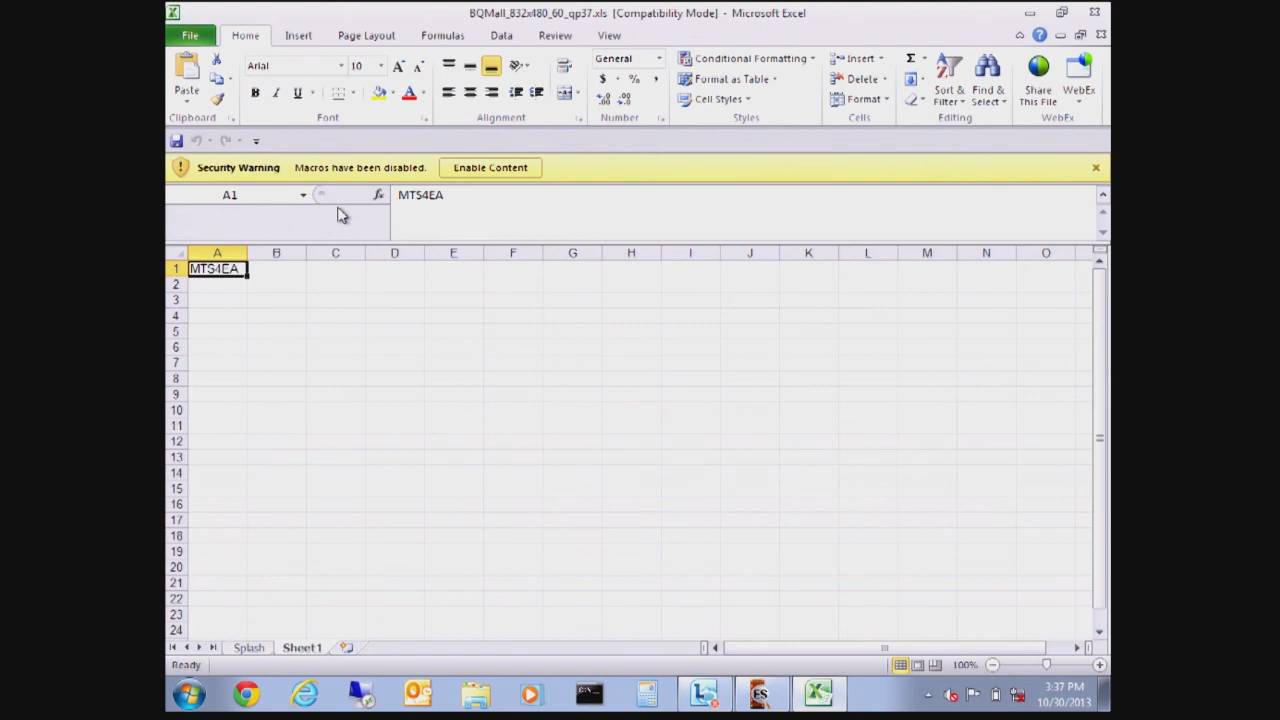 BQMall_832x480_60_qp37.xls [Compatibility Mode] - Microsoft Excel
File Home Insert Page Layout Formulas Data Review View
Paste
Clipboard
Arial 10
B I U
Font
Alignment
General
$ % ,
Number
Conditional Formatting
Format as Table
Cell Styles
Styles
Insert
Delete
Format
Cells
Sort & Filter
Find & Select
Editing
Share This File
WebEx
WebEx
Security Warning Macros have been disabled. Enable Content
A1 fx MTS4EA
A B C D E F G H I J K L M N O
1 MTS4EA
2
3
4
5
6
7
8
9
10
11
12
13
14
15
16
17
18
19
20
21
22
23
24
Splash Sheet1
Ready 100%
ES
3:37 PM
10/30/2013